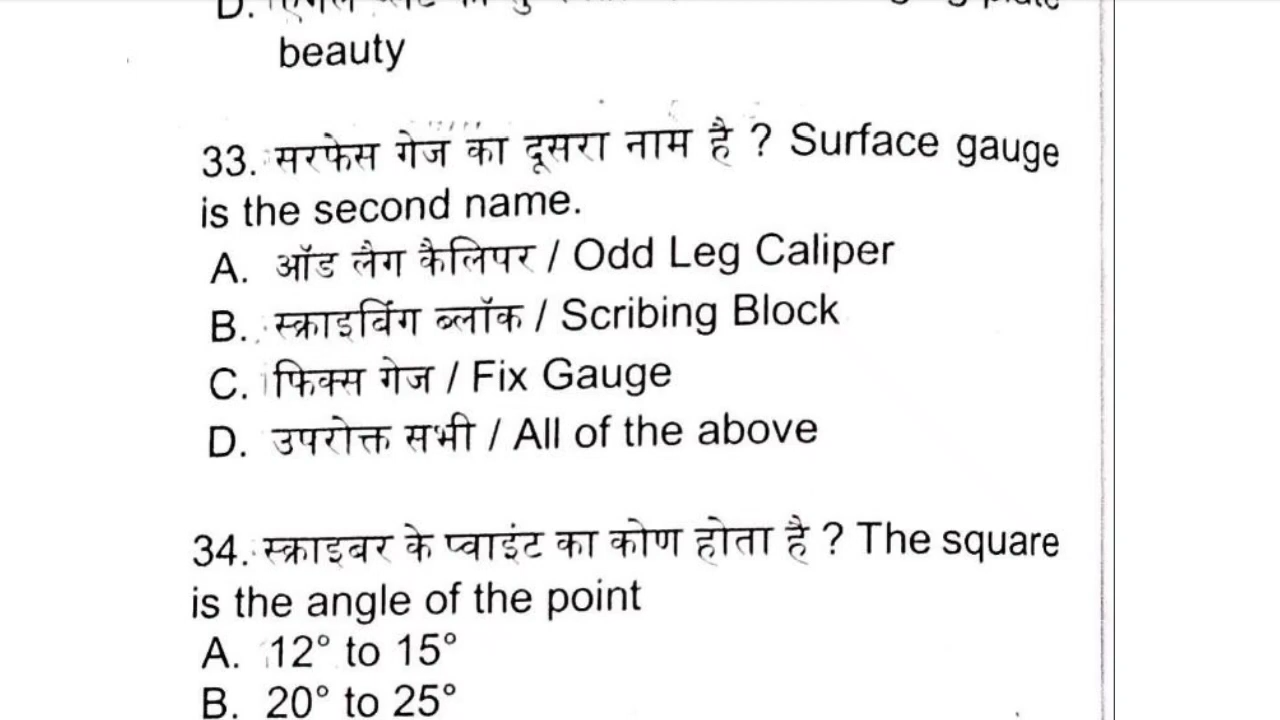 beauty
33. सरफेस गेज का दूसरा नाम है ? Surface gauge
is the second name.
A. ऑड लैग कैलिपर / Odd Leg Caliper
B. स्क्राइविंग ब्लॉक / Scribing Block
C. फिक्स गेज / Fix Gauge
D. उपरोक्त सभी / All of the above
34. स्क्राइबर के प्वाइंट का कोण होता है ? The square
is the angle of the point
A. 12° to 15°
B. 20° to 25°